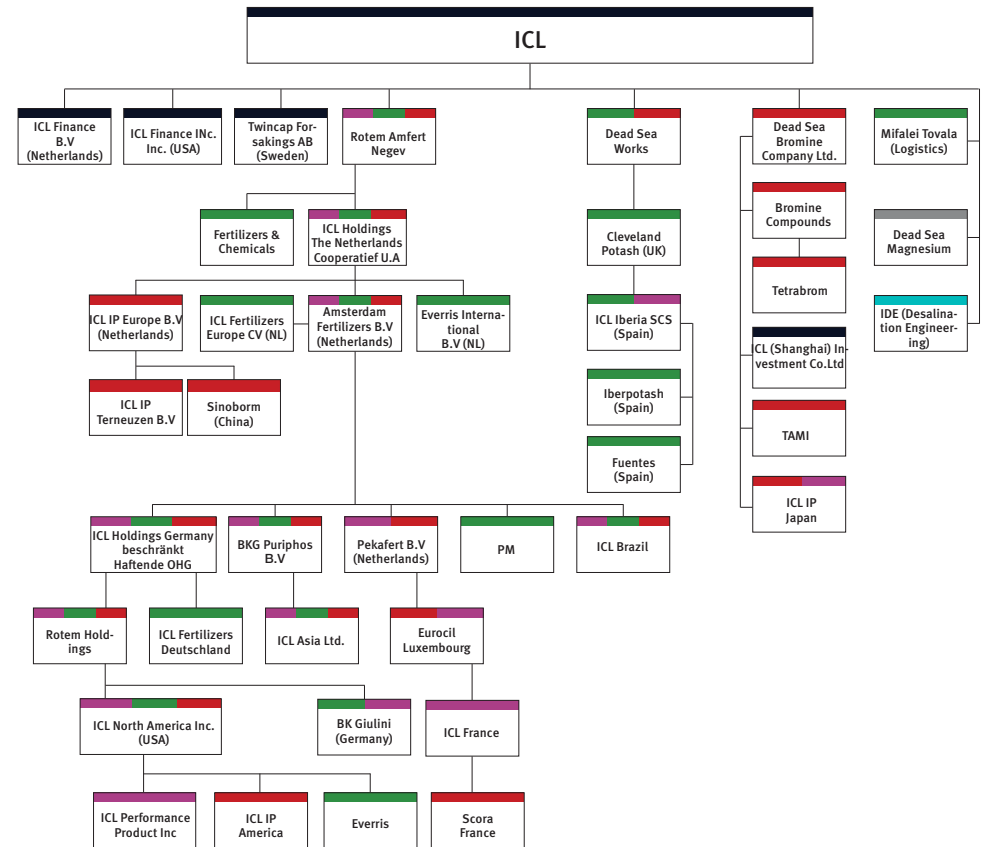 ICL
ICL Finance
B.V
(Netherlands)
ICL Finance INc.
Inc. (USA)
Twincap For-
sakings AB
(Sweden)
Rotem Amfert
Negev
Dead Sea
Works
Dead Sea
Bromine
Company Ltd.
Mifalei Tovala
(Logistics)
Fertilizers &
Chemicals
ICL Holdings
The Netherlands
Cooperatief U.A
Cleveland
Potash (UK)
Bromine
Compounds
Dead Sea
Magnesium
Tetrabrom
ICL IP Europe B.V
(Netherlands)
ICL Fertilizers
Europe CV (NL)
Amsterdam
Fertilizers B.V
(Netherlands)
Everris Interna-
tional
B.V (NL)
ICL Iberia SCS
(Spain)
IDE (Desalina-
tion Engineer-
ing)
ICL (Shanghai) In-
vestment Co.Ltd
ICL IP
Terneuzen B.V
Sinoborm
(China)
Iberpotash
(Spain)
TAMI
Fuentes
(Spain)
ICL IP
Japan
ICL Holdings Germany
beschränkt
Haftende OHG
BKG Puriphos
B.V
Pekafert B.V
(Netherlands)
PM
ICL Brazil
Rotem Hold-
ings
ICL Fertilizers
Deutschland
ICL Asia Ltd.
Eurocil
Luxembourg
ICL North America Inc.
(USA)
BK Giulini
(Germany)
ICL France
ICL Performance
Product Inc
ICL IP
America
Everris
Scora
France